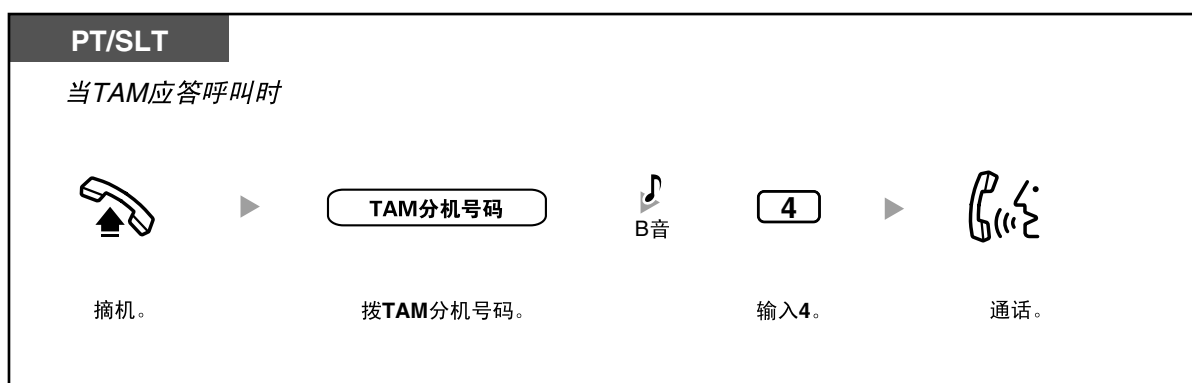 PT/SLT
当TAM应答呼叫时
TAM分机号码
B音
4
摘机。
拨TAM分机号码。
输入4。
通话。